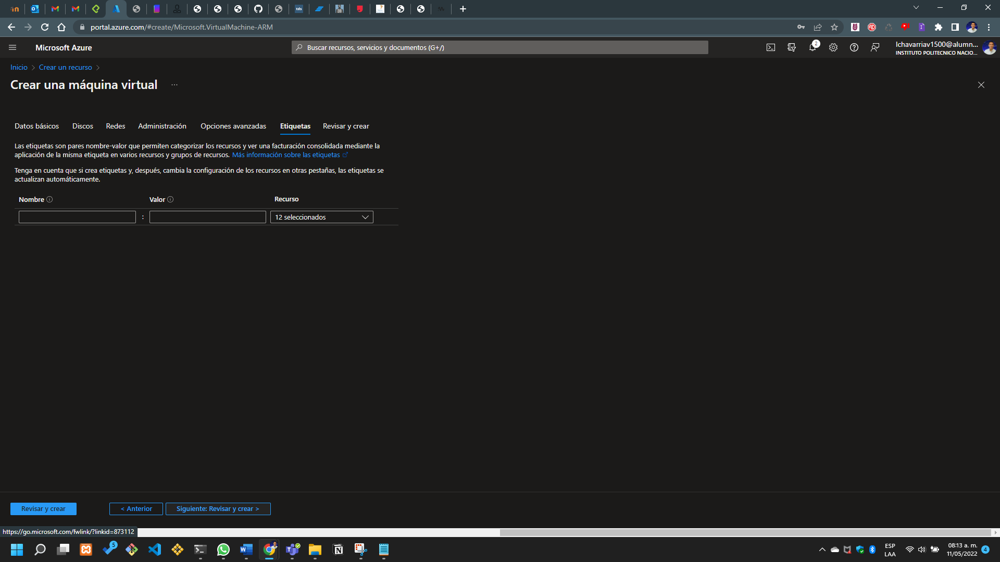 portal.azure.com/#create/Microsoft.VirtualMachine-ARM
Microsoft Azure
Buscar recursos, servicios y documentos (G+/)
2
lchavarriav1500@alumn...
INSTITUTO POLITECNICO NACIO...
Inicio > Crear un recurso >
Crear una máquina virtual ...
Datos básicos Discos Redes Administración Opciones avanzadas Etiquetas Revisar y crear
Las etiquetas son pares nombre-valor que permiten categorizar los recursos y ver una facturación consolidada mediante la
aplicación de la misma etiqueta en varios recursos y grupos de recursos. Más información sobre las etiquetas
Tenga en cuenta que si crea etiquetas y, después, cambia la configuración de los recursos en otras pestañas, las etiquetas se
actualizan automáticamente.
Nombre Valor Recurso
: 12 seleccionados
Revisar y crear < Anterior Siguiente: Revisar y crear >
https://go.microsoft.com/fwlink/?linkid=873112
5
ESP
LAA
08:13 a. m.
11/05/2022
4